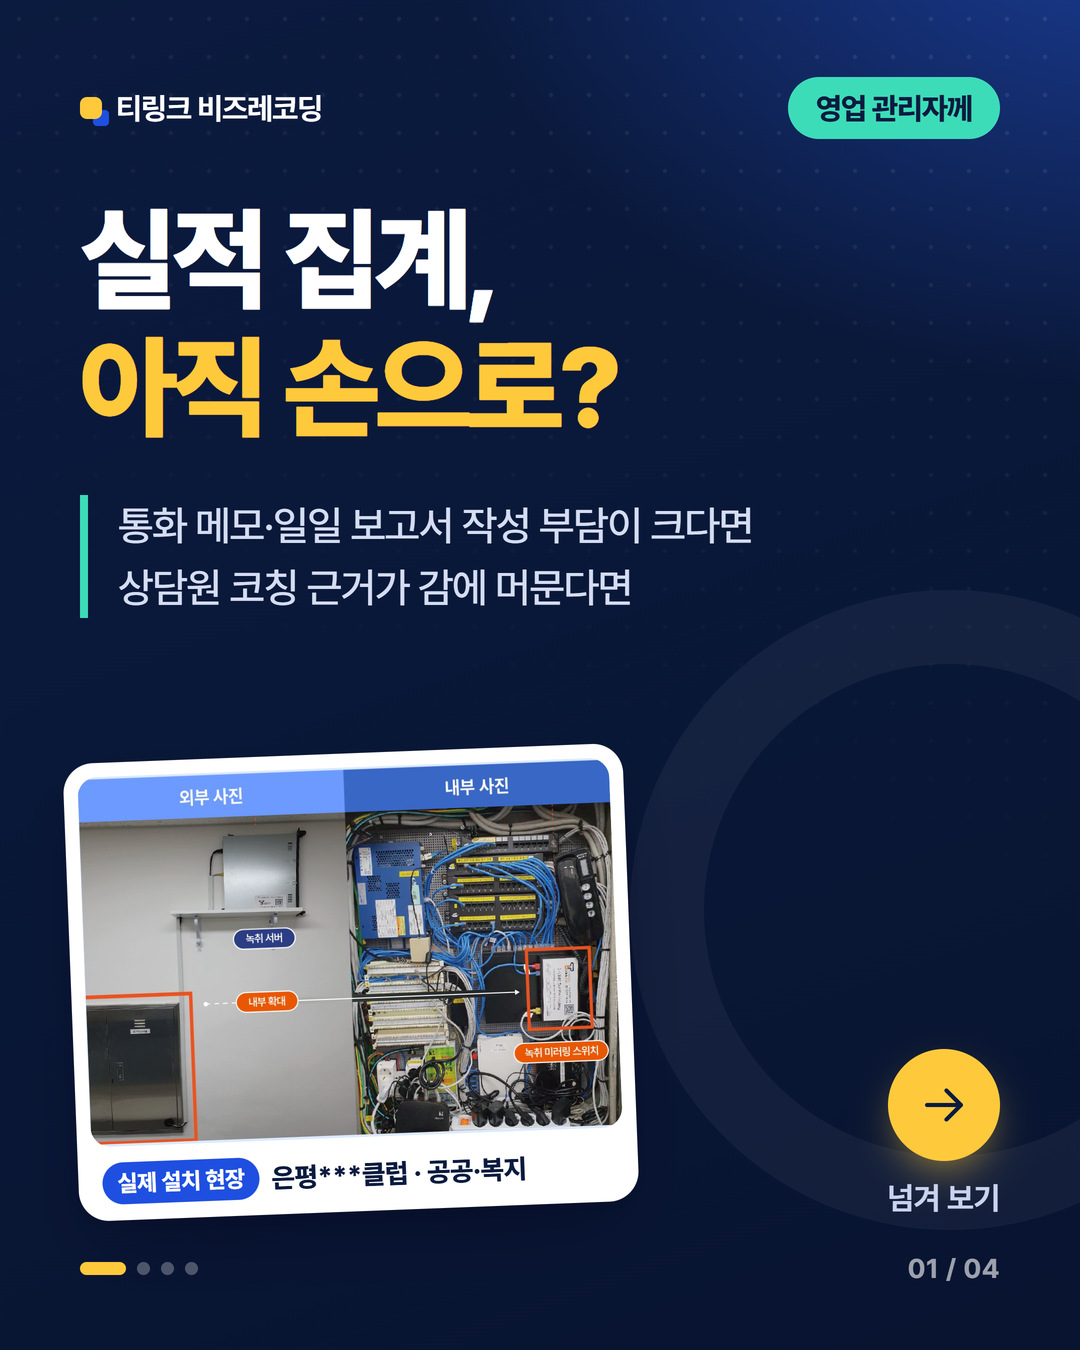 티링크 비즈레코딩
영업 관리자께
실적 집계,
아직 손으로?
통화 메모·일일 보고서 작성 부담이 크다면
상담원 코칭 근거가 감에 머문다면
외부 사진
내부 사진
녹취 서버
내부 확대
녹취 미러링 스위치
실제 설치 현장
은평***클럽 · 공공·복지
넘겨 보기
01 / 04